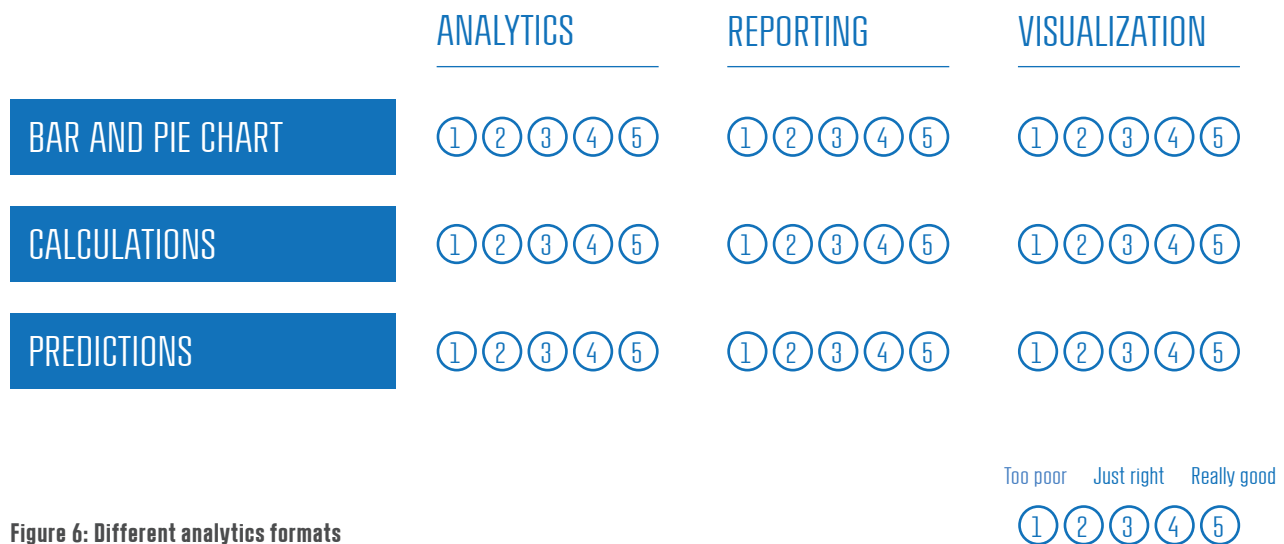 ANALYTICS REPORTING VISUALIZATION
BAR AND PIE CHART 1 2 3 4 5 1 2 3 4 5 1 2 3 4 5
CALCULATIONS 1 2 3 4 5 1 2 3 4 5 1 2 3 4 5
PREDICTIONS 1 2 3 4 5 1 2 3 4 5 1 2 3 4 5
Too poor Just right Really good
1 2 3 4 5
Figure 6: Different analytics formats